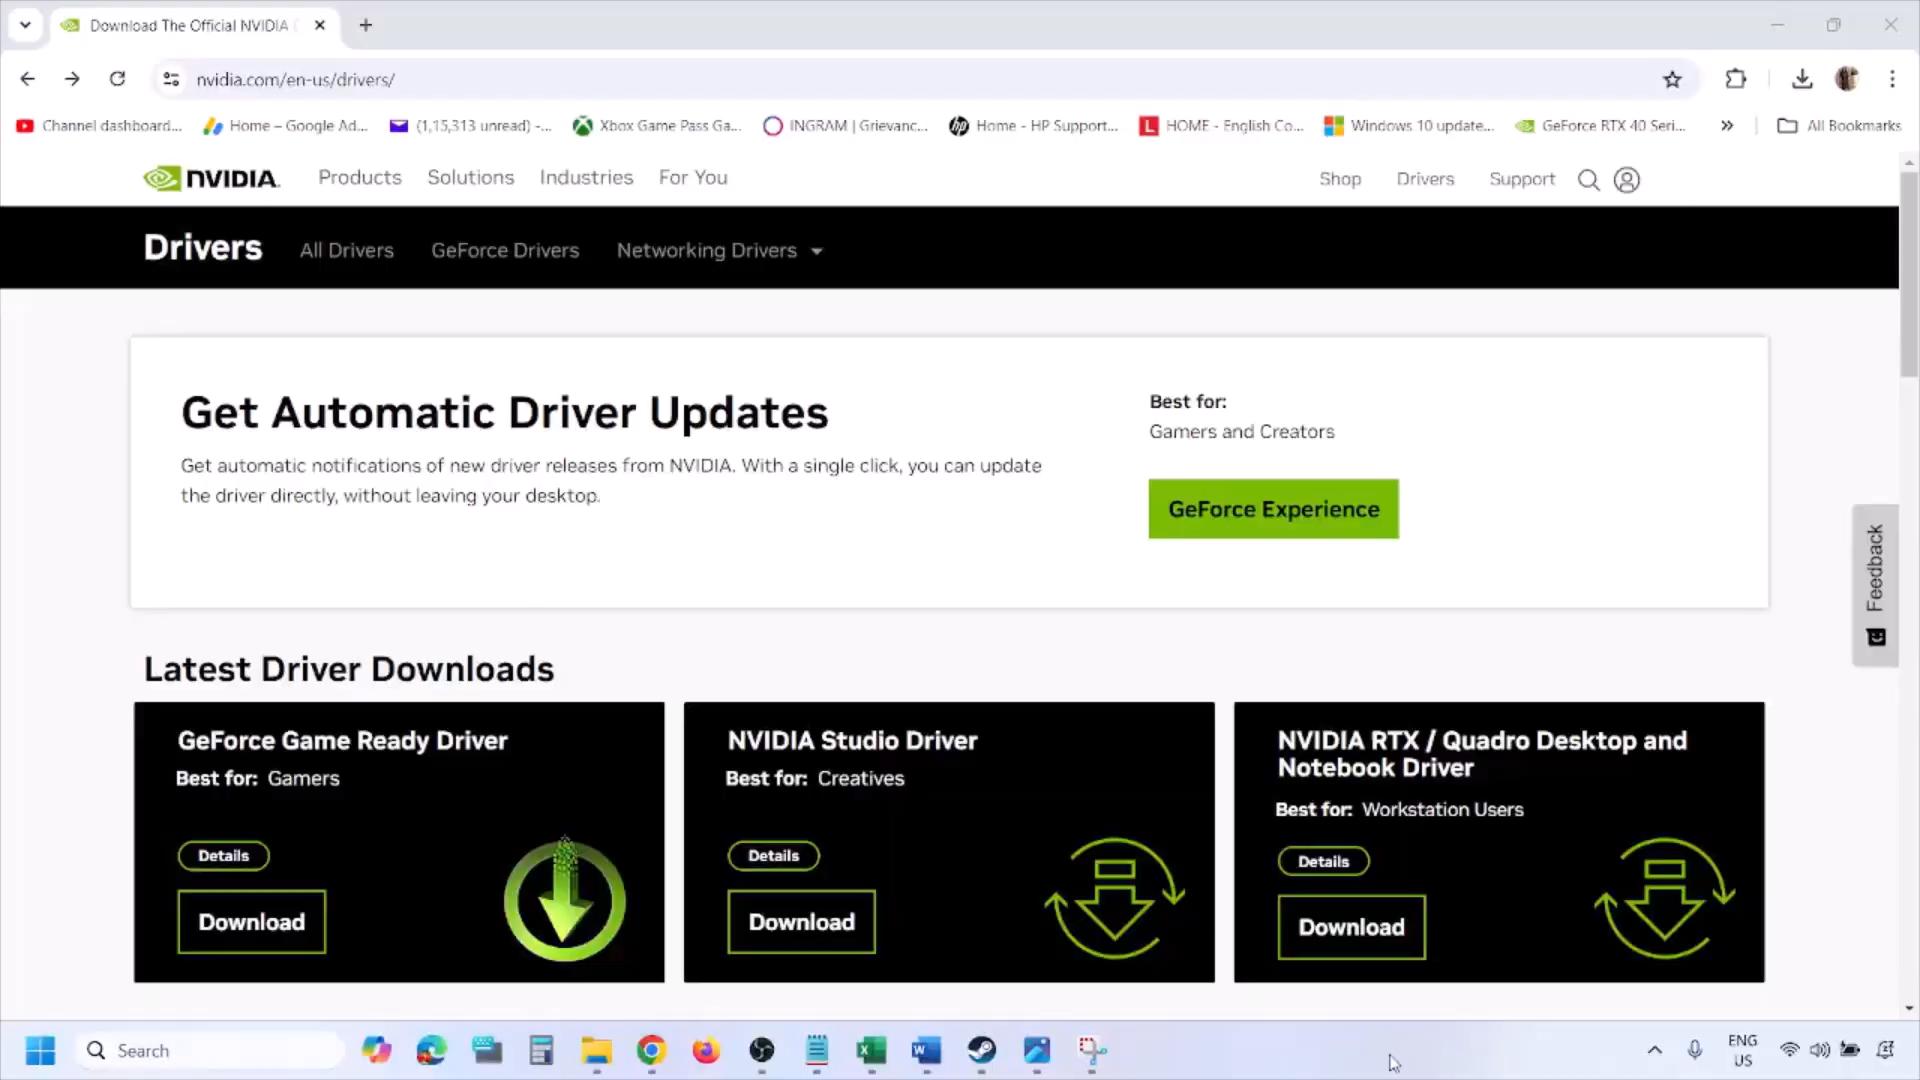 Download The Official NVIDIA
nvidia.com/en-us/drivers/
Channel dashboard... Home – Google Ad... (1,15,313 unread) -... Xbox Game Pass Ga... INGRAM | Grievanc... Home - HP Support... HOME - English Co... Windows 10 update... GeForce RTX 40 Seri... » All Bookmarks
NVIDIA. Products Solutions Industries For You Shop Drivers Support
Drivers All Drivers GeForce Drivers Networking Drivers
Get Automatic Driver Updates
Get automatic notifications of new driver releases from NVIDIA. With a single click, you can update
the driver directly, without leaving your desktop.
Best for:
Gamers and Creators
GeForce Experience
Feedback
Latest Driver Downloads
GeForce Game Ready Driver
Best for: Gamers
Details
Download
NVIDIA Studio Driver
Best for: Creatives
Details
Download
NVIDIA RTX / Quadro Desktop and
Notebook Driver
Best for: Workstation Users
Details
Download
Search
ENG
US